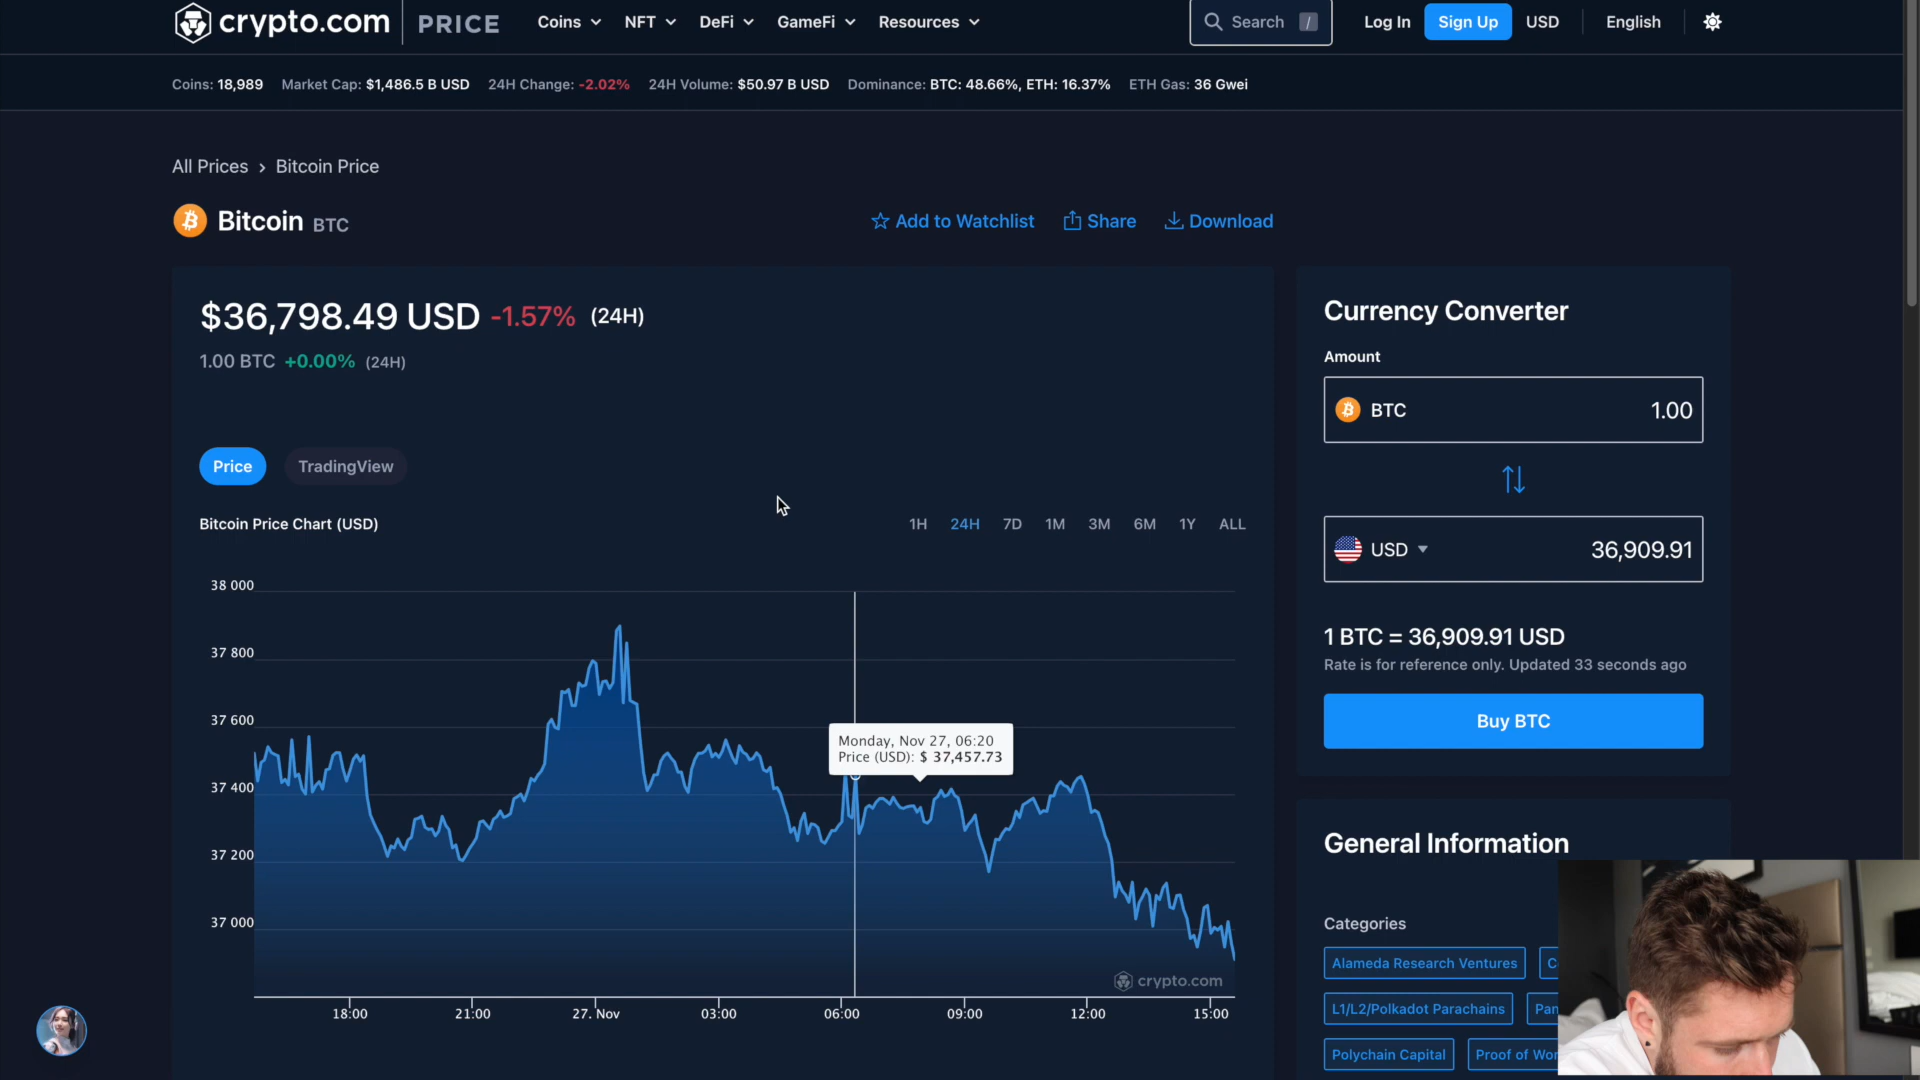 crypto.com PRICE Coins NFT DeFi GameFi Resources Search / Log In Sign Up USD English
Coins: 18,989 Market Cap: $1,486.5 B USD 24H Change: -2.02% 24H Volume: $50.97 B USD Dominance: BTC: 48.66%, ETH: 16.37% ETH Gas: 36 Gwei
All Prices › Bitcoin Price
Bitcoin BTC Add to Watchlist Share Download
$36,798.49 USD -1.57% (24H)
1.00 BTC +0.00% (24H)
Price TradingView
Bitcoin Price Chart (USD) 1H 24H 7D 1M 3M 6M 1Y ALL
38 000
37 800
37 600
37 400
37 200
37 000
Monday, Nov 27, 06:20
Price (USD): $ 37,457.73
crypto.com
18:00 21:00 27. Nov 03:00 06:00 09:00 12:00 15:00
Currency Converter
Amount
BTC 1.00
USD 36,909.91
1 BTC = 36,909.91 USD
Rate is for reference only. Updated 33 seconds ago
Buy BTC
General Information
Categories
Alameda Research Ventures C
L1/L2/Polkadot Parachains Pan
Polychain Capital Proof of Wor